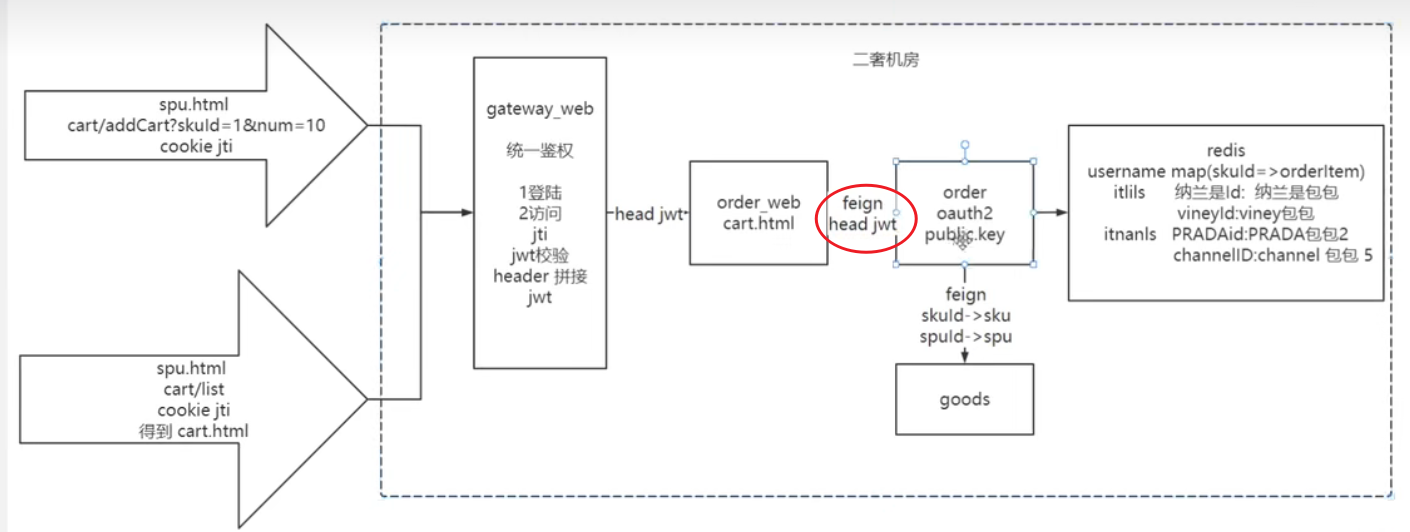 二奢机房
spu.html
cart/addCart?skuId=1&num=10
cookie jti
gateway_web
统一鉴权
1登陆
2访问
jti
jwt校验
header 拼接
jwt
head jwt
order_web
cart.html
feign
head jwt
order
oauth2
public.key
redis
username map(skuId=>orderItem)
itlils 纳兰是Id: 纳兰是包包
vineyId:viney包包
itnanls PRADAid:PRADA包包2
channelID:channel 包包 5
feign
skuId->sku
spuId->spu
goods
spu.html
cart/list
cookie jti
得到 cart.html